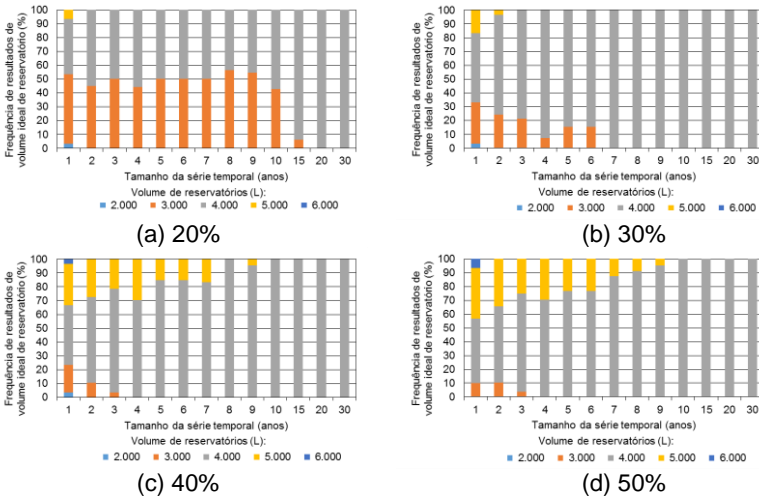 Frequência de resultados de
volume ideal de reservatório (%)
100
90
80
70
60
50
40
30
20
10
0
1 2 3 4 5 6 7 8 9 10 15 20 30
Tamanho da série temporal (anos)
Volume de reservatórios (L):
2.000 3.000 4.000 5.000 6.000
(a) 20%
Frequência de resultados de
volume ideal de reservatório (%)
100
90
80
70
60
50
40
30
20
10
0
1 2 3 4 5 6 7 8 9 10 15 20 30
Tamanho da série temporal (anos)
Volume de reservatórios (L):
2.000 3.000 4.000 5.000 6.000
(b) 30%
Frequência de resultados de
volume ideal de reservatório (%)
100
90
80
70
60
50
40
30
20
10
0
1 2 3 4 5 6 7 8 9 10 15 20 30
Tamanho da série temporal (anos)
Volume de reservatórios (L):
2.000 3.000 4.000 5.000 6.000
(c) 40%
Frequência de resultados de
volume ideal de reservatório (%)
100
90
80
70
60
50
40
30
20
10
0
1 2 3 4 5 6 7 8 9 10 15 20 30
Tamanho da série temporal (anos)
Volume de reservatórios (L):
2.000 3.000 4.000 5.000 6.000
(d) 50%